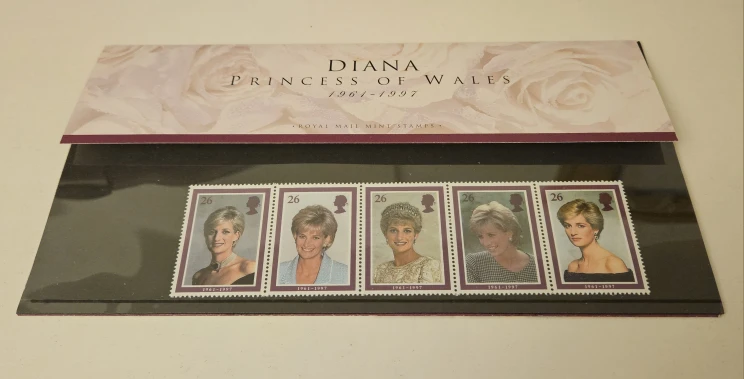 DIANA
PRINCESS OF WALES
1961-1997
• ROYAL MAIL MINT STAMPS •
26 26 26 26 26
1961-1997 1961-1997 1961-1997 1961-1997 1961-1997